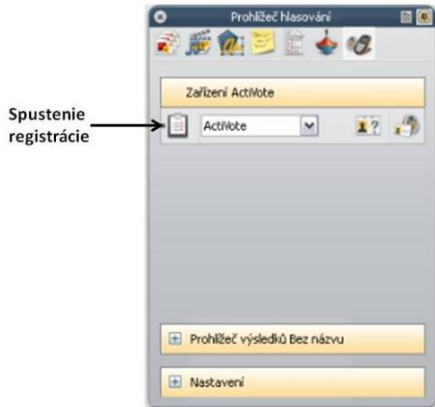 Prohlížeč hlasování
Zařízení ActiVote
Spustenie
registrácie
ActiVote
Prohlížeč výsledků Bez názvu
Nastavení